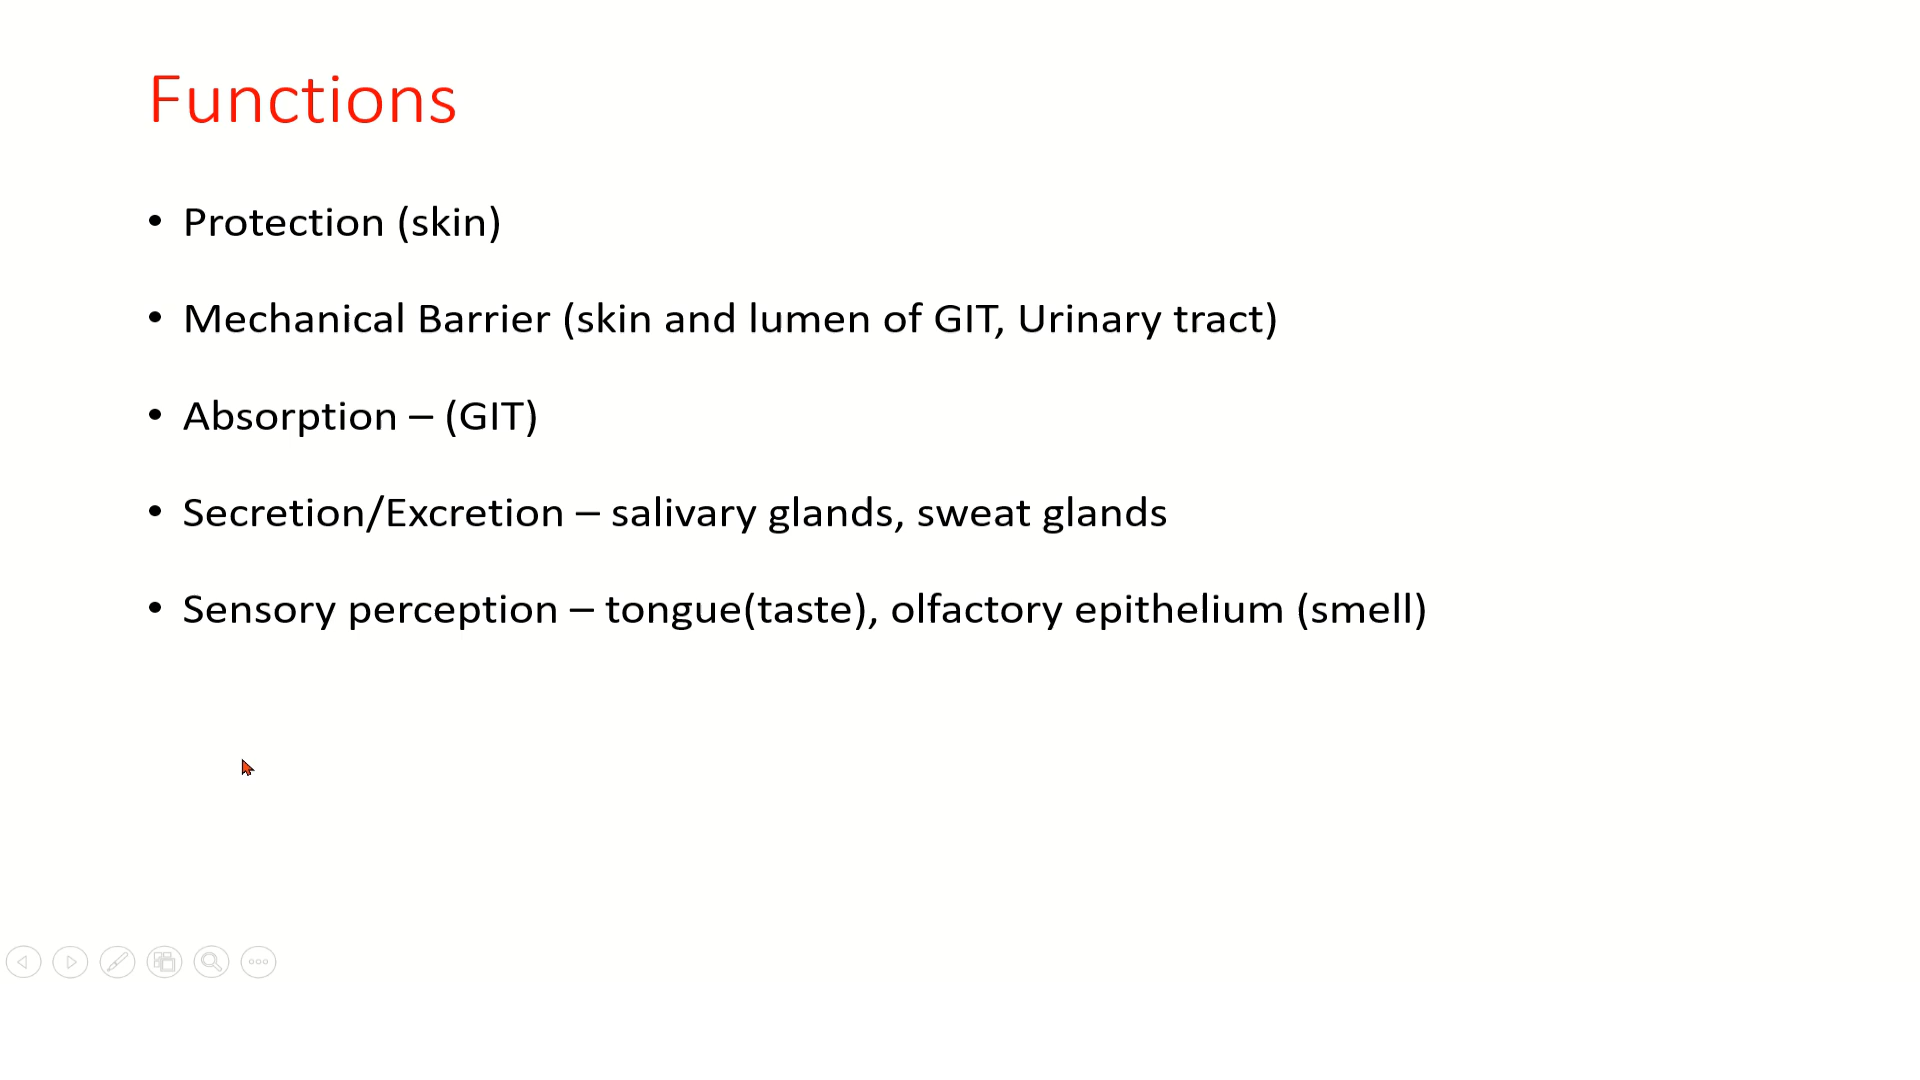 Functions
• Protection (skin)
• Mechanical Barrier (skin and lumen of GIT, Urinary tract)
• Absorption – (GIT)
• Secretion/Excretion – salivary glands, sweat glands
• Sensory perception – tongue(taste), olfactory epithelium (smell)